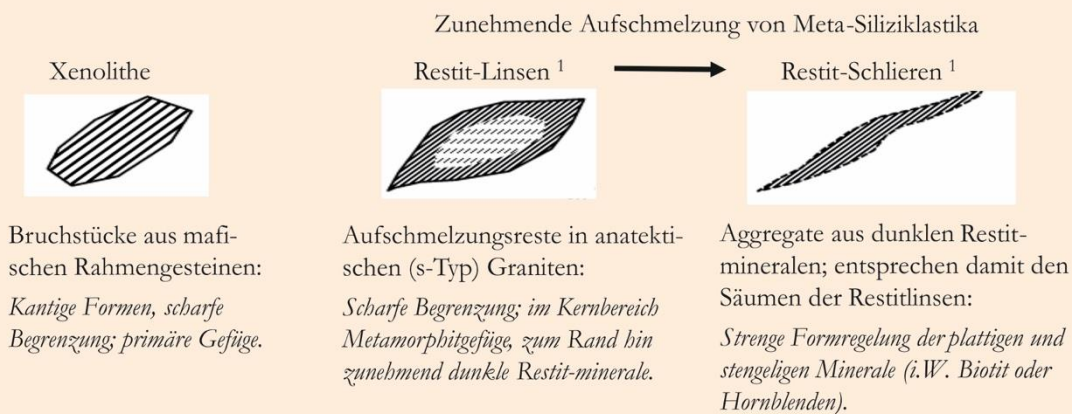 Zunehmende Aufschmelzung von Meta-Siliziklastika
Xenolithe
Restit-Linsen ¹
Restit-Schlieren ¹
Bruchstücke aus mafi-
schen Rahmengesteinen:
Kantige Formen, scharfe
Begrenzung; primäre Gefüge.
Aufschmelzungsreste in anatekti-
schen (s-Typ) Graniten:
Scharfe Begrenzung; im Kernbereich
Metamorphitgefüge, zum Rand hin
zunehmend dunkle Restit-minerale.
Aggregate aus dunklen Restit-
mineralen; entsprechen damit den
Säumen der Restitlinsen:
Strenge Formregelung der plattigen und
stengeligen Minerale (i.W. Biotit oder
Hornblenden).